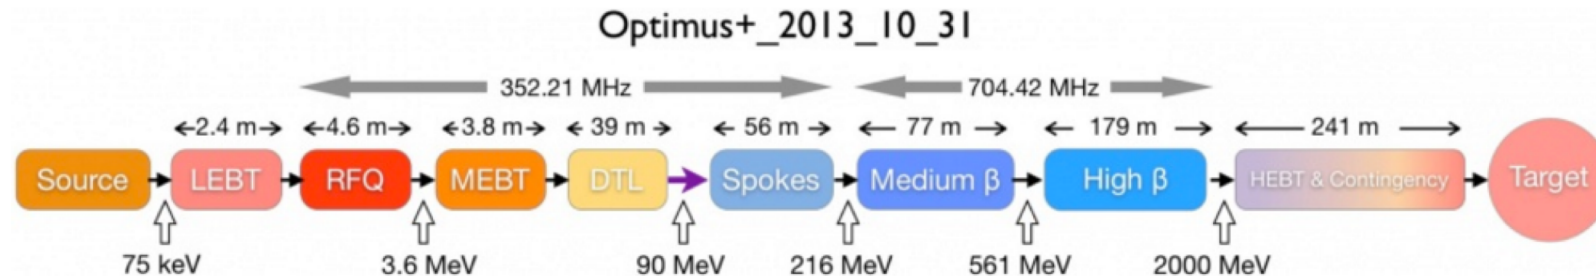 Optimus+_2013_10_31
352.21 MHz 704.42 MHz
2.4 m 4.6 m 3.8 m 39 m 56 m 77 m 179 m 241 m
Source LEBT RFQ MEBT DTL Spokes Medium β High β HEBT & Contingency Target
75 keV 3.6 MeV 90 MeV 216 MeV 561 MeV 2000 MeV